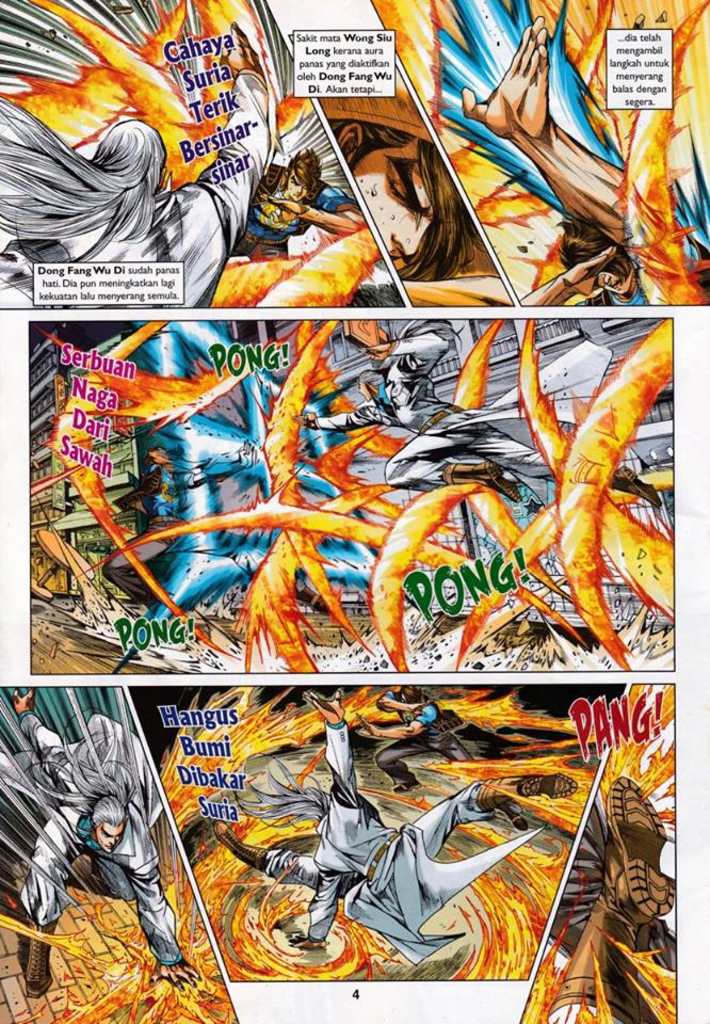 Cahaya
Suria
Terik
Bersinar-
sinar
Dong Fang Wu Di sudah panas
hati. Dia pun meningkatkan lagi
kekuatan lalu menyerang semula.
Sakit mata Wong Siu
Long kerana aura
panas yang diaktifkan
oleh Dong Fang Wu
Di. Akan tetapi...
...dia telah
mengambil
langkah untuk
menyerang
balas dengan
segera.
Serbuan
Naga
Dari
Sawah
PONG!
PONG!
PONG!
Hangus
Bumi
Dibakar
Suria
PANG!
4